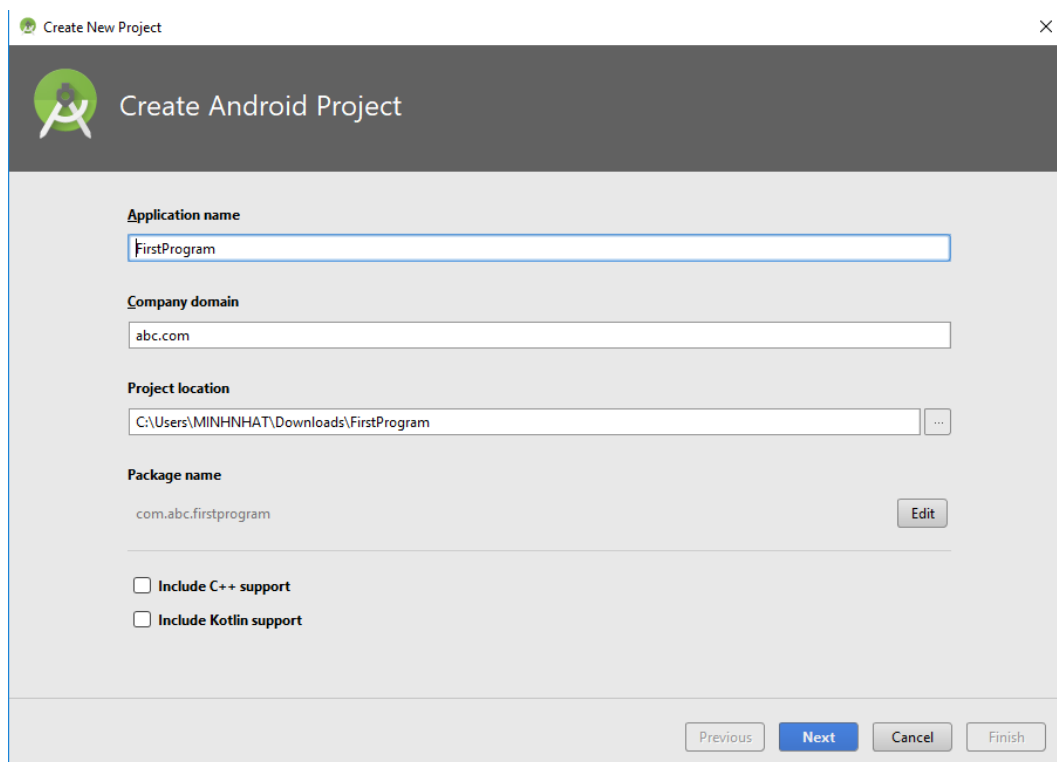 Create New Project
Create Android Project
Application name
FirstProgram
Company domain
abc.com
Project location
C:\Users\MINHNHAT\Downloads\FirstProgram
...
Package name
com.abc.firstprogram
Edit
Include C++ support
Include Kotlin support
Previous
Next
Cancel
Finish